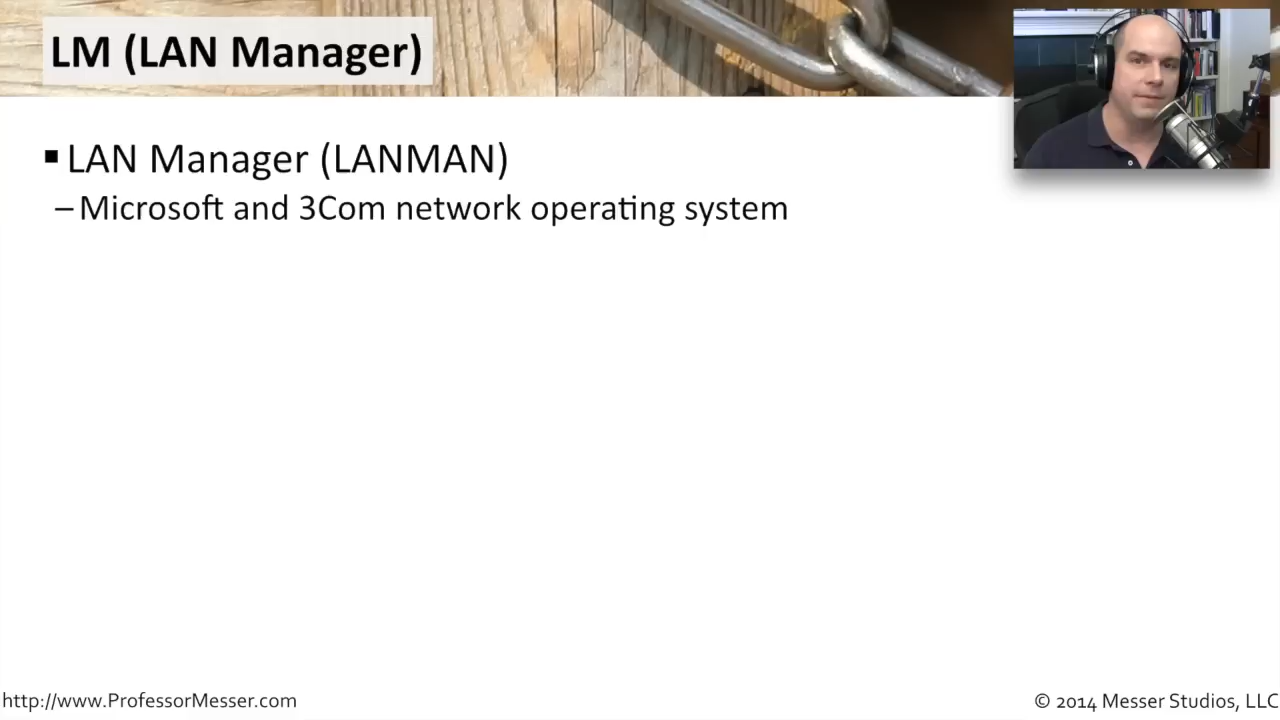 LM (LAN Manager)
▪ LAN Manager (LANMAN)
– Microsoft and 3Com network operating system
http://www.ProfessorMesser.com
© 2014 Messer Studios, LLC